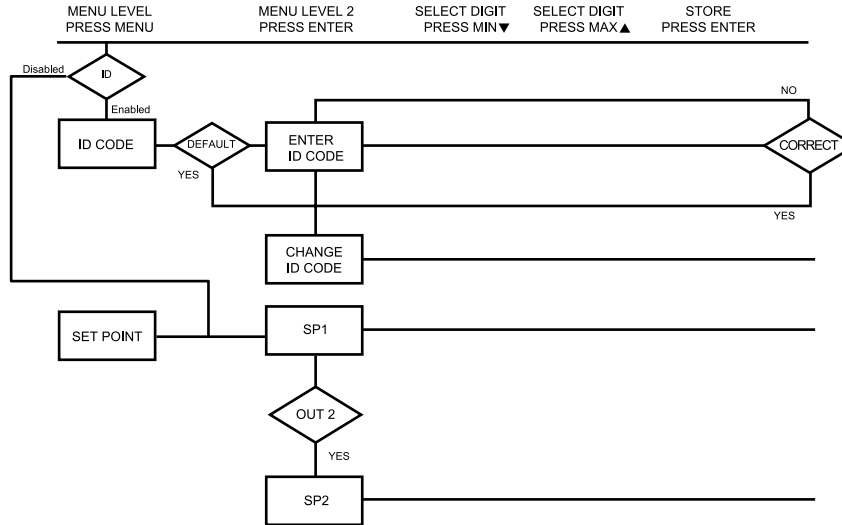 MENU LEVEL
PRESS MENU
MENU LEVEL 2
PRESS ENTER
SELECT DIGIT
PRESS MIN▼
SELECT DIGIT
PRESS MAX▲
STORE
PRESS ENTER
Disabled
ID
Enabled
NO
ID CODE
DEFAULT
ENTER
ID CODE
CORRECT
YES
YES
CHANGE
ID CODE
SET POINT
SP1
OUT 2
YES
SP2